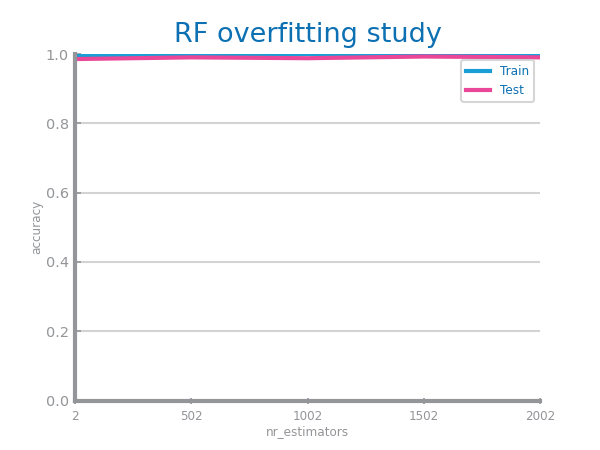 RF overfitting study
1.0
0.8
0.6
0.4
0.2
0.0
accuracy
Train
Test
2 502 1002 1502 2002
nr_estimators